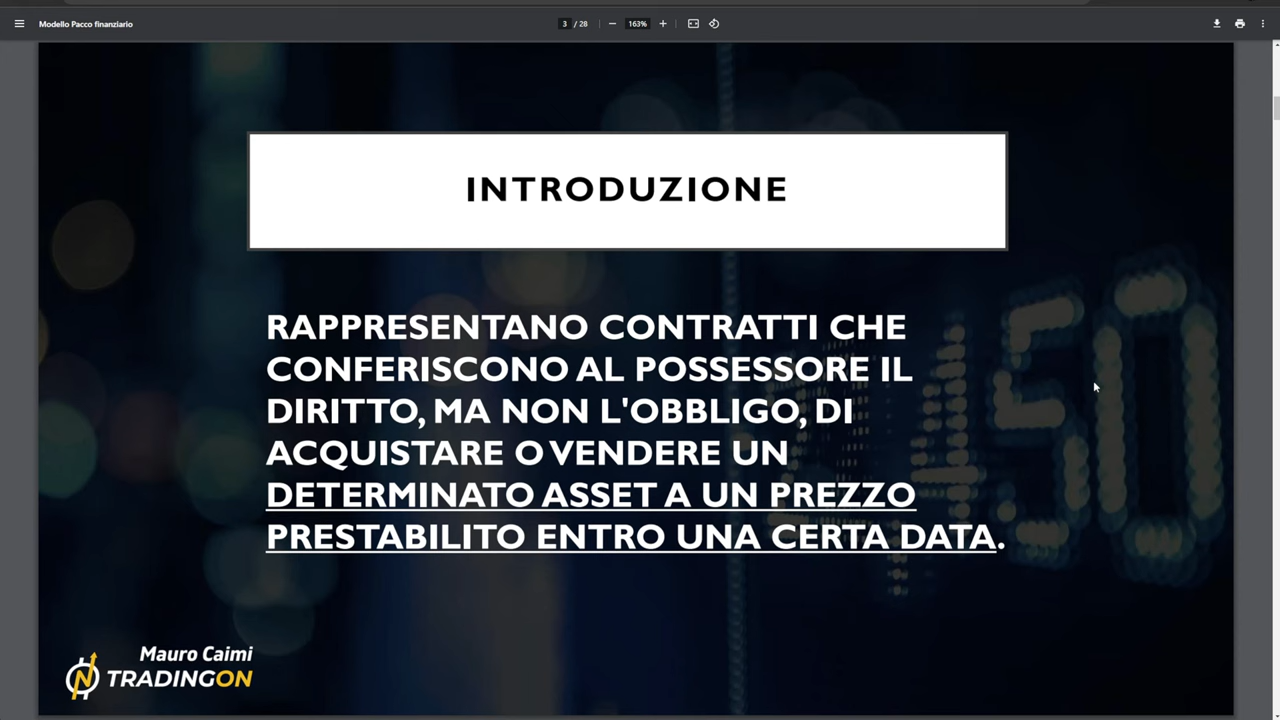 Modello Pacco finanziario
3 / 28
163%
INTRODUZIONE
RAPPRESENTANO CONTRATTI CHE
CONFERISCONO AL POSSESSORE IL
DIRITTO, MA NON L'OBBLIGO, DI
ACQUISTARE O VENDERE UN
DETERMINATO ASSET A UN PREZZO
PRESTABILITO ENTRO UNA CERTA DATA.
450
Mauro Caimi
TRADINGON